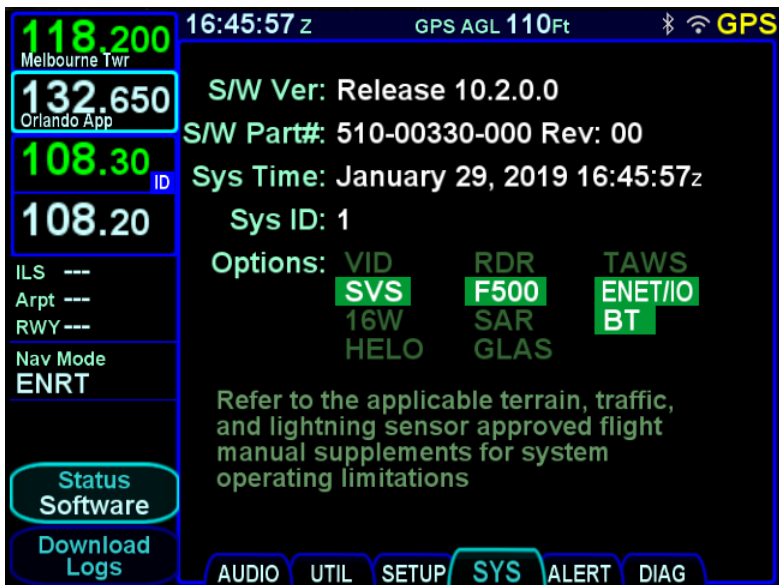 16:45:57 Z GPS AGL 110Ft GPS
118.200
Melbourne Twr
132.650
Orlando App
108.30 ID
108.20
ILS ---
Arpt ---
RWY ---
Nav Mode
ENRT
Status
Software
Download
Logs
S/W Ver: Release 10.2.0.0
S/W Part#: 510-00330-000 Rev: 00
Sys Time: January 29, 2019 16:45:57z
Sys ID: 1
Options: VID RDR TAWS
SVS F500 ENET/IO
16W SAR BT
HELO GLAS
Refer to the applicable terrain, traffic,
and lightning sensor approved flight
manual supplements for system
operating limitations
AUDIO UTIL SETUP SYS ALERT DIAG